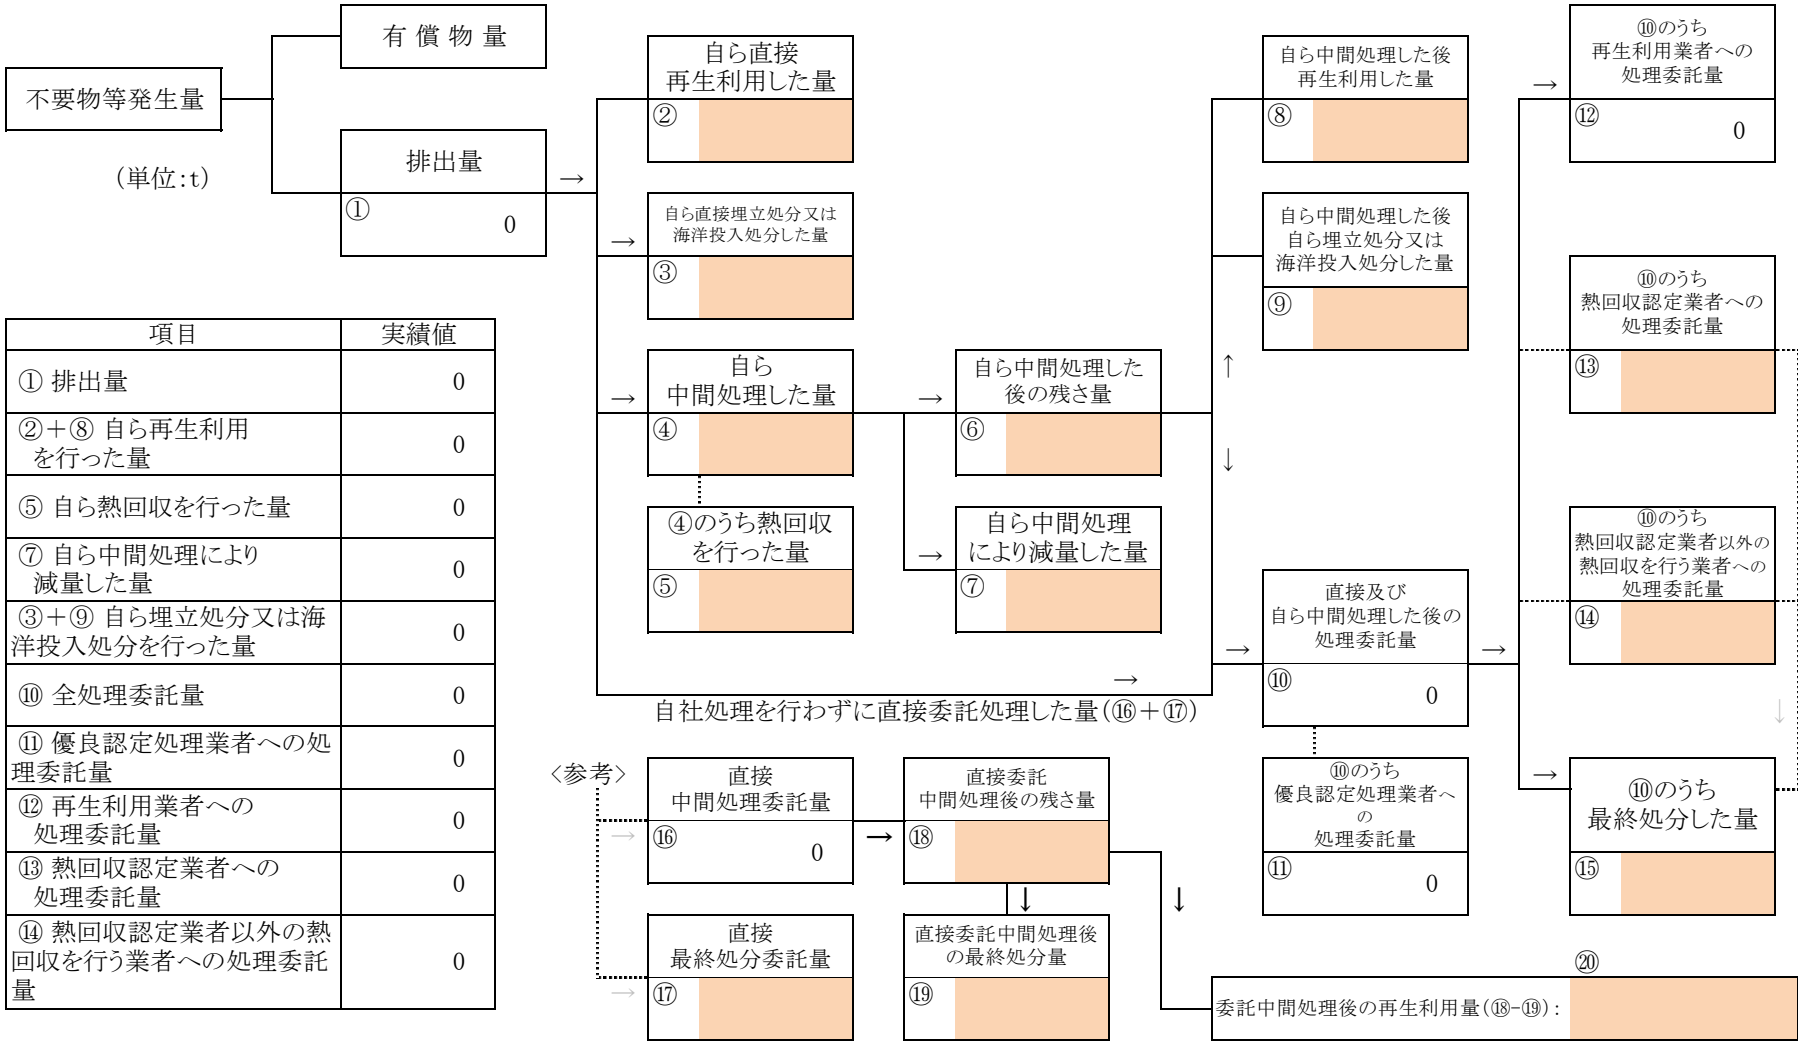 有償物量
不要物等発生量
(単位:t)
排出量
①
0
→
自ら直接
再生利用した量
②
→
自ら直接埋立処分又は
海洋投入処分した量
③
→
自ら
中間処理した量
④
④のうち熱回収
を行った量
⑤
→
自ら中間処理した
後の残さ量
⑥
→
自ら中間処理
により減量した量
⑦
自ら中間処理した後
再生利用した量
⑧
自ら中間処理した後
自ら埋立処分又は
海洋投入処分した量
⑨
↑
↓
→
直接及び
自ら中間処理した後の
処理委託量
⑩
0
→
自社処理を行わずに直接委託処理した量(⑯+⑰)
⑩のうち
優良認定処理業者へ
の
処理委託量
⑪
0
→
→
⑩のうち
再生利用業者への
処理委託量
⑫
0
⑩のうち
熱回収認定業者への
処理委託量
⑬
⑩のうち
熱回収認定業者以外の
熱回収を行う業者への
処理委託量
⑭
↓
→
⑩のうち
最終処分した量
⑮
項目 実績値
① 排出量 0
②+⑧ 自ら再生利用
を行った量 0
⑤ 自ら熱回収を行った量 0
⑦ 自ら中間処理により
減量した量 0
③+⑨ 自ら埋立処分又は海
洋投入処分を行った量 0
⑩ 全処理委託量 0
⑪ 優良認定処理業者への処
理委託量 0
⑫ 再生利用業者への
処理委託量 0
⑬ 熱回収認定業者への
処理委託量 0
⑭ 熱回収認定業者以外の熱
回収を行う業者への処理委託
量 0
<参考>
→
直接
中間処理委託量
⑯
0
→
直接委託
中間処理後の残さ量
⑱
↓
↓
→
直接
最終処分委託量
⑰
直接委託中間処理後
の最終処分量
⑲
⑳
委託中間処理後の再生利用量(⑱-⑲):